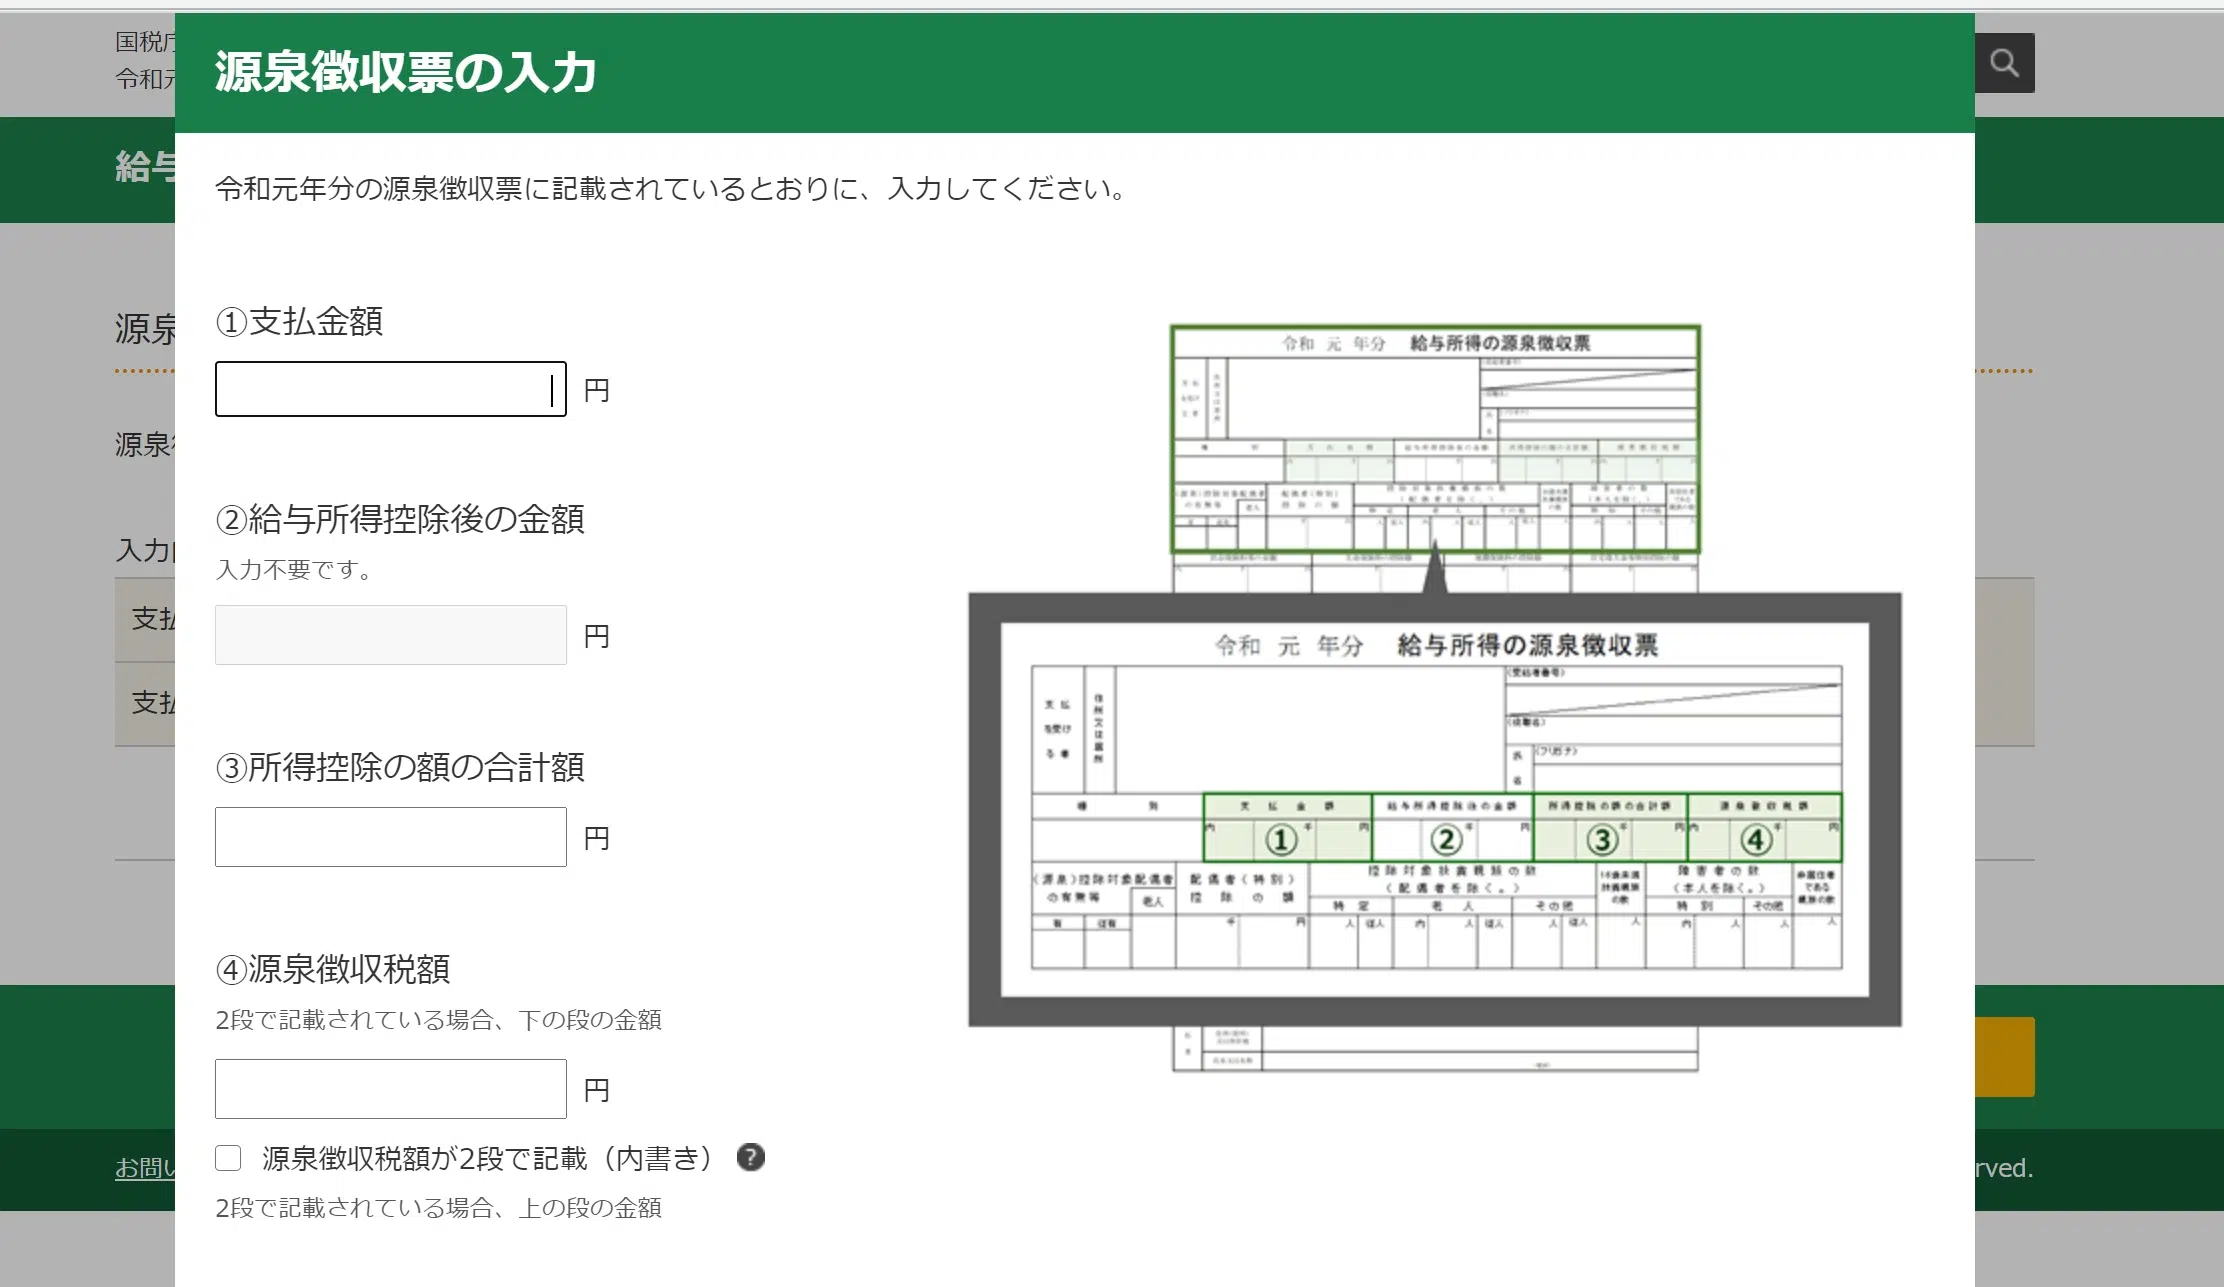 国税庁
令和元
源泉徴収票の入力
給与
令和元年分の源泉徴収票に記載されているとおりに、入力してください。
源泉
源泉
入力
支払
支払
①支払金額
円
②給与所得控除後の金額
入力不要です。
円
③所得控除の額の合計額
円
④源泉徴収税額
2段で記載されている場合、下の段の金額
円
源泉徴収税額が2段で記載（内書き） ?
2段で記載されている場合、上の段の金額
令和 元 年分 給与所得の源泉徴収票
令和 元 年分 給与所得の源泉徴収票
(受給者番号)
支払
を受け
る者
住所又は居所
(役職名)
氏名
(フリガナ)
種 別
支 払 金 額
給与所得控除後の金額
所得控除の額の合計額
源泉徴収税額
内 ① 千 円
② 千 円
③ 千 円
内 ④ 千 円
(源泉)控除対象配偶者
の有無等
老人
配偶者(特別)
控除の額
控除対象扶養親族の数
(配偶者を除く。)
16歳未満
扶養親族
の数
障害者の数
(本人を除く。)
非居住者
である
親族の数
特定
老人
その他
特別
その他
有
従有
千 円
人 従人 内 人 従人 人 従人 人 内 人 人 人
お問い
rved.